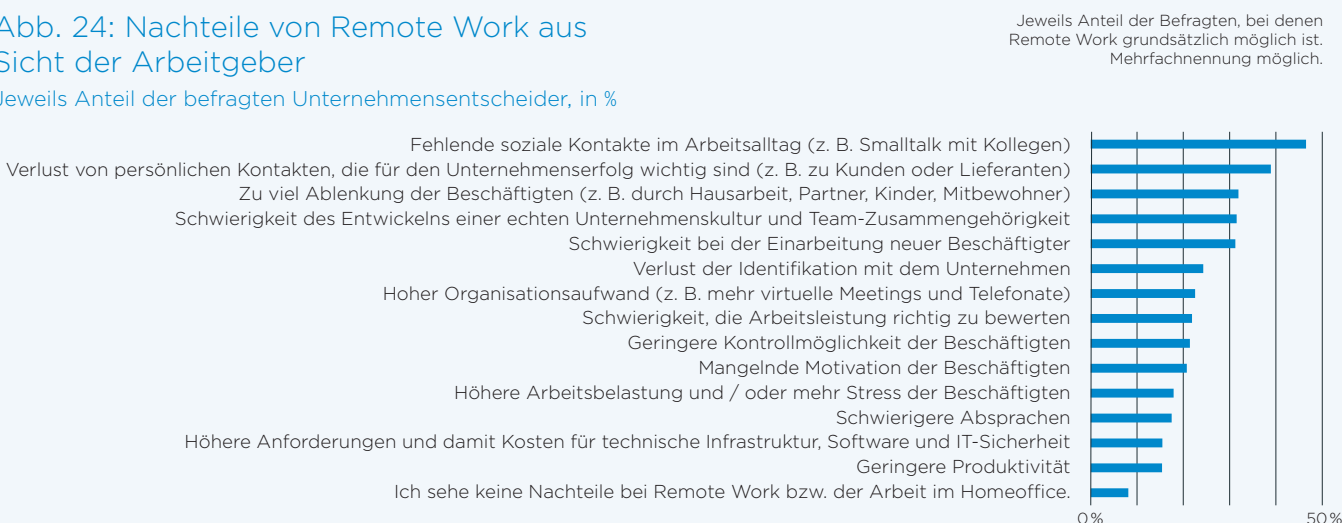 Abb. 24: Nachteile von Remote Work aus
Sicht der Arbeitgeber
Jeweils Anteil der befragten Unternehmensentscheider, in %
Jeweils Anteil der Befragten, bei denen
Remote Work grundsätzlich möglich ist.
Mehrfachnennung möglich.
Fehlende soziale Kontakte im Arbeitsalltag (z. B. Smalltalk mit Kollegen)
Verlust von persönlichen Kontakten, die für den Unternehmenserfolg wichtig sind (z. B. zu Kunden oder Lieferanten)
Zu viel Ablenkung der Beschäftigten (z. B. durch Hausarbeit, Partner, Kinder, Mitbewohner)
Schwierigkeit des Entwickelns einer echten Unternehmenskultur und Team-Zusammengehörigkeit
Schwierigkeit bei der Einarbeitung neuer Beschäftigter
Verlust der Identifikation mit dem Unternehmen
Hoher Organisationsaufwand (z. B. mehr virtuelle Meetings und Telefonate)
Schwierigkeit, die Arbeitsleistung richtig zu bewerten
Geringere Kontrollmöglichkeit der Beschäftigten
Mangelnde Motivation der Beschäftigten
Höhere Arbeitsbelastung und / oder mehr Stress der Beschäftigten
Schwierigere Absprachen
Höhere Anforderungen und damit Kosten für technische Infrastruktur, Software und IT-Sicherheit
Geringere Produktivität
Ich sehe keine Nachteile bei Remote Work bzw. der Arbeit im Homeoffice.
0 % 50 %